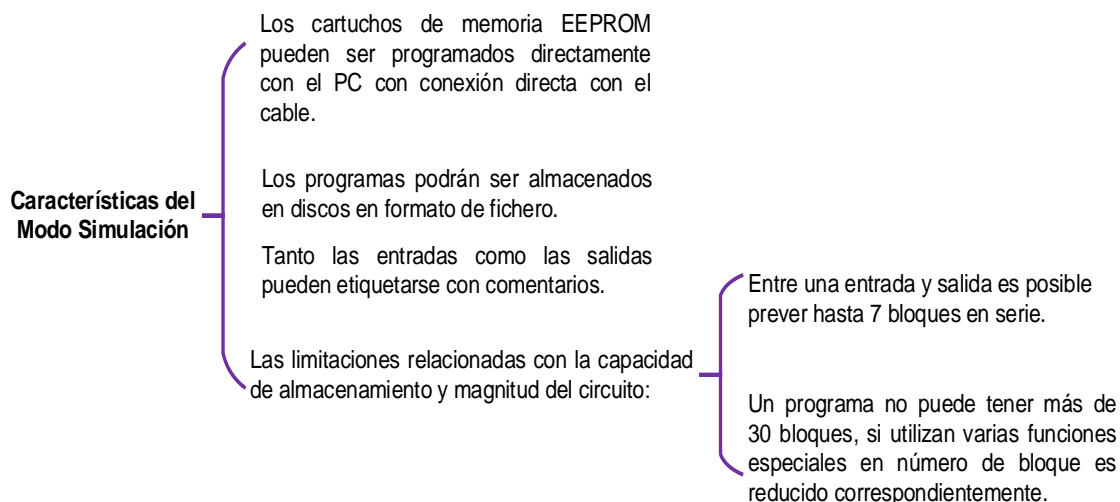 Los cartuchos de memoria EEPROM
pueden ser programados directamente
con el PC con conexión directa con el
cable.
Características del
Modo Simulación
Los programas podrán ser almacenados
en discos en formato de fichero.
Tanto las entradas como las salidas
pueden etiquetarse con comentarios.
Las limitaciones relacionadas con la capacidad
de almacenamiento y magnitud del circuito:
Entre una entrada y salida es posible
prever hasta 7 bloques en serie.
Un programa no puede tener más de
30 bloques, si utilizan varias funciones
especiales en número de bloque es
reducido correspondientemente.